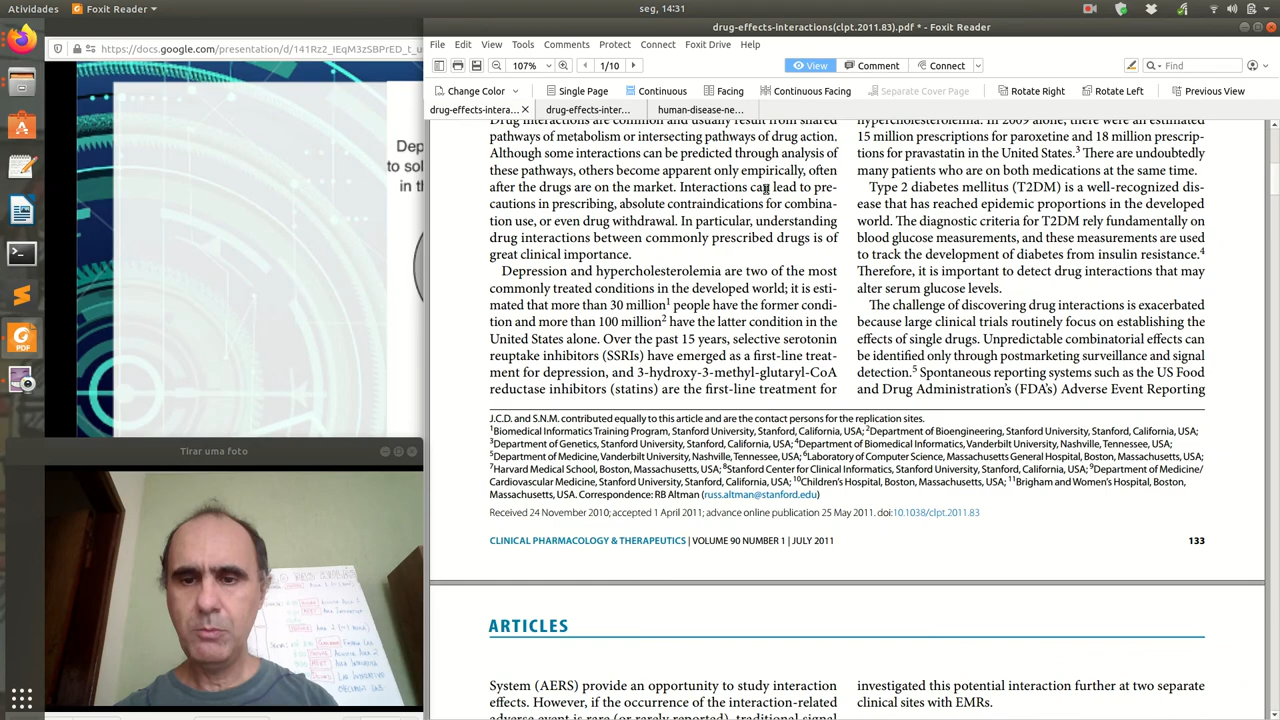 Atividades
Foxit Reader
seg, 14:31
https://docs.google.com/presentation/d/141Rz2_IEqM3zSBPrED_t_u
Dep
to sol
in t
Tirar uma foto
drug-effects-interactions(clpt.2011.83).pdf * - Foxit Reader
File Edit View Tools Comments Protect Connect Foxit Drive Help
107% 1/10 View Comment Connect Find
Change Color Single Page Continuous Facing Continuous Facing Separate Cover Page Rotate Right Rotate Left Previous View
drug-effects-intera... drug-effects-inter... human-disease-ne...
Drug interactions are common and usually result from shared
pathways of metabolism or intersecting pathways of drug action.
Although some interactions can be predicted through analysis of
these pathways, others become apparent only empirically, often
after the drugs are on the market. Interactions can lead to pre-
cautions in prescribing, absolute contraindications for combina-
tion use, or even drug withdrawal. In particular, understanding
drug interactions between commonly prescribed drugs is of
great clinical importance.
Depression and hypercholesterolemia are two of the most
commonly treated conditions in the developed world; it is esti-
mated that more than 30 million1 people have the former condi-
tion and more than 100 million2 have the latter condition in the
United States alone. Over the past 15 years, selective serotonin
reuptake inhibitors (SSRIs) have emerged as a first-line treat-
ment for depression, and 3-hydroxy-3-methyl-glutaryl-CoA
reductase inhibitors (statins) are the first-line treatment for
hypercholesterolemia. In 2009 alone, there were an estimated
15 million prescriptions for paroxetine and 18 million prescrip-
tions for pravastatin in the United States.3 There are undoubtedly
many patients who are on both medications at the same time.
Type 2 diabetes mellitus (T2DM) is a well-recognized dis-
ease that has reached epidemic proportions in the developed
world. The diagnostic criteria for T2DM rely fundamentally on
blood glucose measurements, and these measurements are used
to track the development of diabetes from insulin resistance.4
Therefore, it is important to detect drug interactions that may
alter serum glucose levels.
The challenge of discovering drug interactions is exacerbated
because large clinical trials routinely focus on establishing the
effects of single drugs. Unpredictable combinatorial effects can
be identified only through postmarketing surveillance and signal
detection.5 Spontaneous reporting systems such as the US Food
and Drug Administration's (FDA's) Adverse Event Reporting
J.C.D. and S.N.M. contributed equally to this article and are the contact persons for the replication sites.
1Biomedical Informatics Training Program, Stanford University, Stanford, California, USA; 2Department of Bioengineering, Stanford University, Stanford, California, USA;
3Department of Genetics, Stanford University, Stanford, California, USA; 4Department of Biomedical Informatics, Vanderbilt University, Nashville, Tennessee, USA;
5Department of Medicine, Vanderbilt University, Nashville, Tennessee, USA; 6Laboratory of Computer Science, Massachusetts General Hospital, Boston, Massachusetts, USA;
7Harvard Medical School, Boston, Massachusetts, USA; 8Stanford Center for Clinical Informatics, Stanford University, Stanford, California, USA; 9Department of Medicine/
Cardiovascular Medicine, Stanford University, Stanford, California, USA; 10Children's Hospital, Boston, Massachusetts, USA; 11Brigham and Women's Hospital, Boston,
Massachusetts, USA. Correspondence: RB Altman (russ.altman@stanford.edu)
Received 24 November 2010; accepted 1 April 2011; advance online publication 25 May 2011. doi:10.1038/clpt.2011.83
CLINICAL PHARMACOLOGY & THERAPEUTICS | VOLUME 90 NUMBER 1 | JULY 2011
133
ARTICLES
System (AERS) provide an opportunity to study interaction
effects. However, if the occurrence of the interaction-related
adverse event is rare (or rarely reported), traditional signal
investigated this potential interaction further at two separate
clinical sites with EMRs.